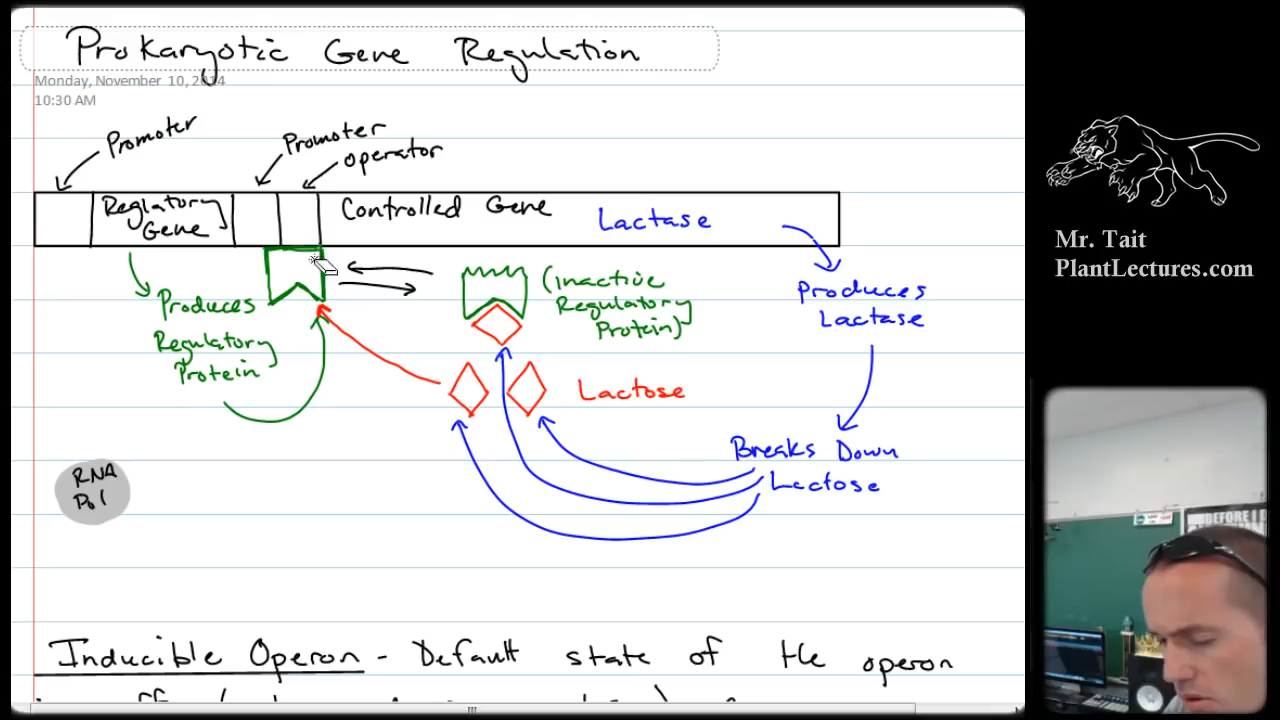 Prokaryotic Gene Regulation
Monday, November 10, 2014
10:30 AM
Promoter
Promoter
operator
Reglatory
Gene
Controlled Gene
Lactase
Produces
Regulatory
Protein
(Inactive
Regulatory
Protein)
Produces
Lactase
Lactose
Breaks Down
Lactose
RNA
Pol
Inducible Operon - Default state of the operon
Mr. Tait
PlantLectures.com
BEFORE I